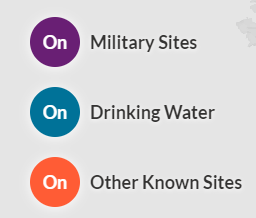 On Military Sites
On Drinking Water
On Other Known Sites